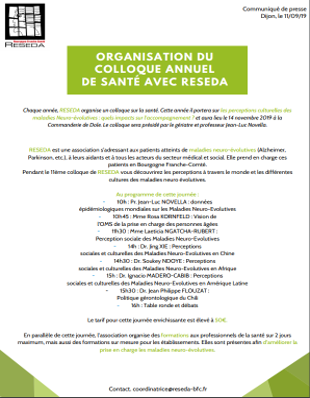 Communiqué de presse
Dijon, le 11/09/19
RESEDA
ORGANISATION DU
COLLOQUE ANNUEL
DE SANTÉ AVEC RESEDA
Chaque année, RESEDA organise un colloque sur la santé. Cette année il portera sur les perceptions culturelles des
maladies Neuro-évolutives : quels impacts sur l'accompagnement ? et aura lieu le 14 novembre 2019 à la
Commanderie de Dole. Le colloque sera présidé par le gériatre et professeur Jean-Luc Novella.
RESEDA est une association s'adressant aux patients atteints de maladies neuro-évolutives (Alzheimer,
Parkinson, etc.), à leurs aidants et à tous les acteurs du secteur médical et social. Elle prend en charge ces
patients en Bourgogne Franche-Comté.
Pendant le 11ème colloque de RESEDA vous découvrirez les perceptions à travers le monde et les différentes
cultures des maladies neuro évolutives.
Au programme de cette journée :
- 10h : Pr. Jean-Luc NOVELLA : données
épidémiologiques mondiales sur les Maladies Neuro-Evolutives
- 10h45 : Mme Rosa KORNFELD : Vision de
l'OMS de la prise en charge des personnes âgées
- 11h30 : Mme Laeticia NGATCHA-RUBERT :
Perception sociale des Maladies Neuro-Evolutives
- 14h : Dr. Jing XIE : Perceptions
sociales et culturelles des Maladies Neuro-Evolutives en Chine
- 14h30 : Dr. Soukey NDOYE : Perceptions
sociales et culturelles des Maladies Neuro-Evolutives en Afrique
- 15h : Dr. Ignacio MADERO-CABIB : Perceptions
sociales et culturelles des Maladies Neuro-Evolutives en Amérique Latine
- 15h30 : Dr. Jean Philippe FLOUZAT :
Politique gérontologique du Chili
- 16h : Table ronde et débats
Le tarif pour cette journée enrichissante est élevé à 50€.
En parallèle de cette journée, l'association organise des formations aux professionnels de la santé sur 2 jours
maximum, mais aussi des formations sur mesure pour les établissements. Elles sont présentes afin d'améliorer la
prise en charge les maladies neuro-évolutives.
Contact. coordinatrice@reseda-bfc.fr